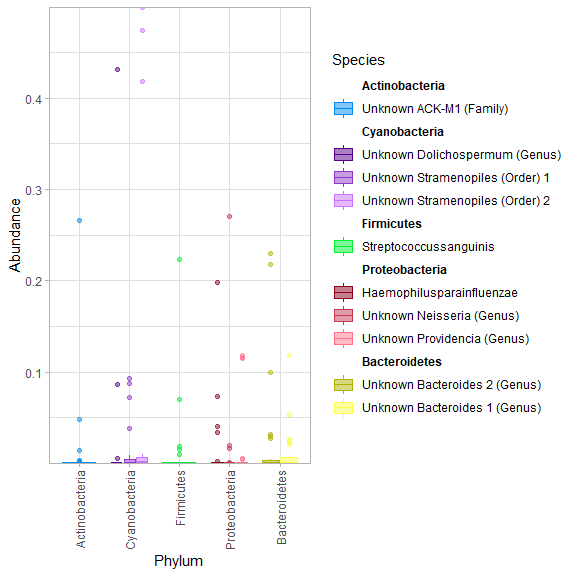 0.4
0.3
0.2
0.1
Abundance
Actinobacteria
Cyanobacteria
Firmicutes
Proteobacteria
Bacteroidetes
Phylum
Species
Actinobacteria
Unknown ACK-M1 (Family)
Cyanobacteria
Unknown Dolichospermum (Genus)
Unknown Stramenopiles (Order) 1
Unknown Stramenopiles (Order) 2
Firmicutes
Streptococcussanguinis
Proteobacteria
Haemophilusparainfluenzae
Unknown Neisseria (Genus)
Unknown Providencia (Genus)
Bacteroidetes
Unknown Bacteroides 2 (Genus)
Unknown Bacteroides 1 (Genus)